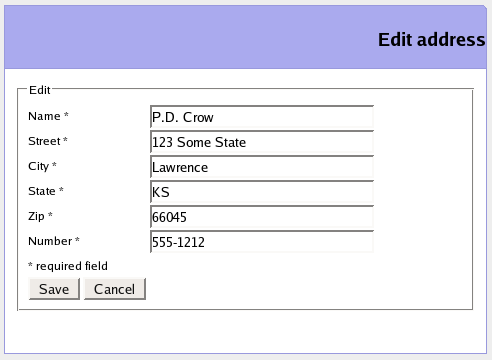 Edit address
Edit
Name * P.D. Crow
Street * 123 Some State
City * Lawrence
State * KS
Zip * 66045
Number * 555-1212
* required field
Save Cancel